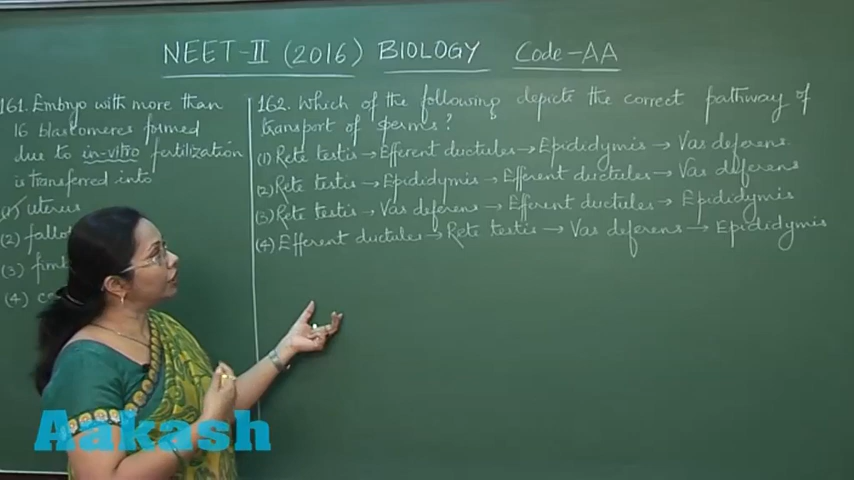 NEET-II (2016) BIOLOGY Code-AA
161. Embryo with more than
16 blastomeres formed
due to in-vitro fertilization
is transferred into
(1) uterus
(2)
(3)
(4)
162. Which of the following depicts the correct pathway of
transport of sperms?
(1) Rete testis → Efferent ductules → Epididymis → Vas deferens
(2) Rete testis → Epididymis → Efferent ductules → Vas deferens
(3) Rete testis → Vas deferens → Efferent ductules → Epididymis
(4) Efferent ductules → Rete testis → Vas deferens → Epididymis
Aakash